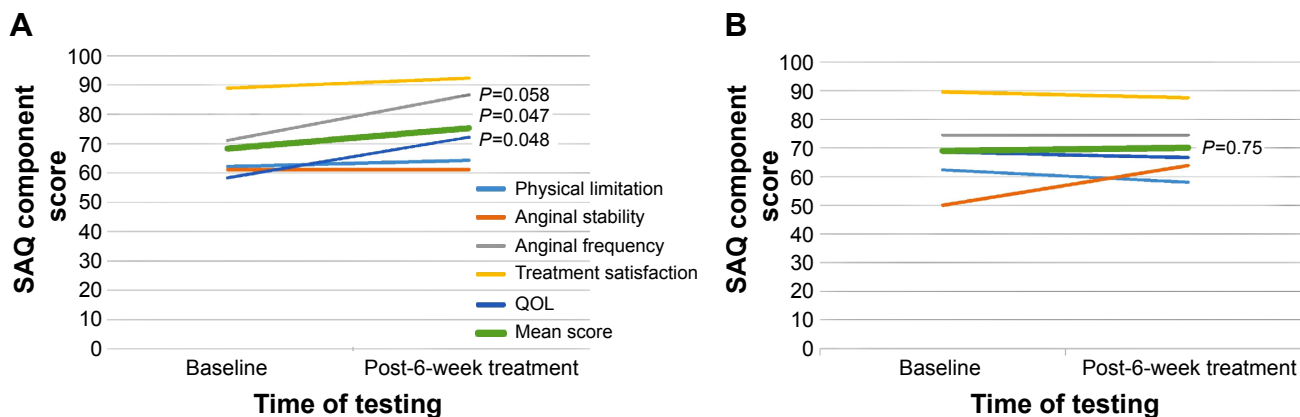 A
SAQ component
score
100
90
80
70
60
50
40
30
20
10
0
P=0.058
P=0.047
P=0.048
Physical limitation
Anginal stability
Anginal frequency
Treatment satisfaction
QOL
Mean score
Baseline
Post-6-week treatment
Time of testing
B
SAQ component
score
100
90
80
70
60
50
40
30
20
10
0
P=0.75
Baseline
Post-6-week treatment
Time of testing